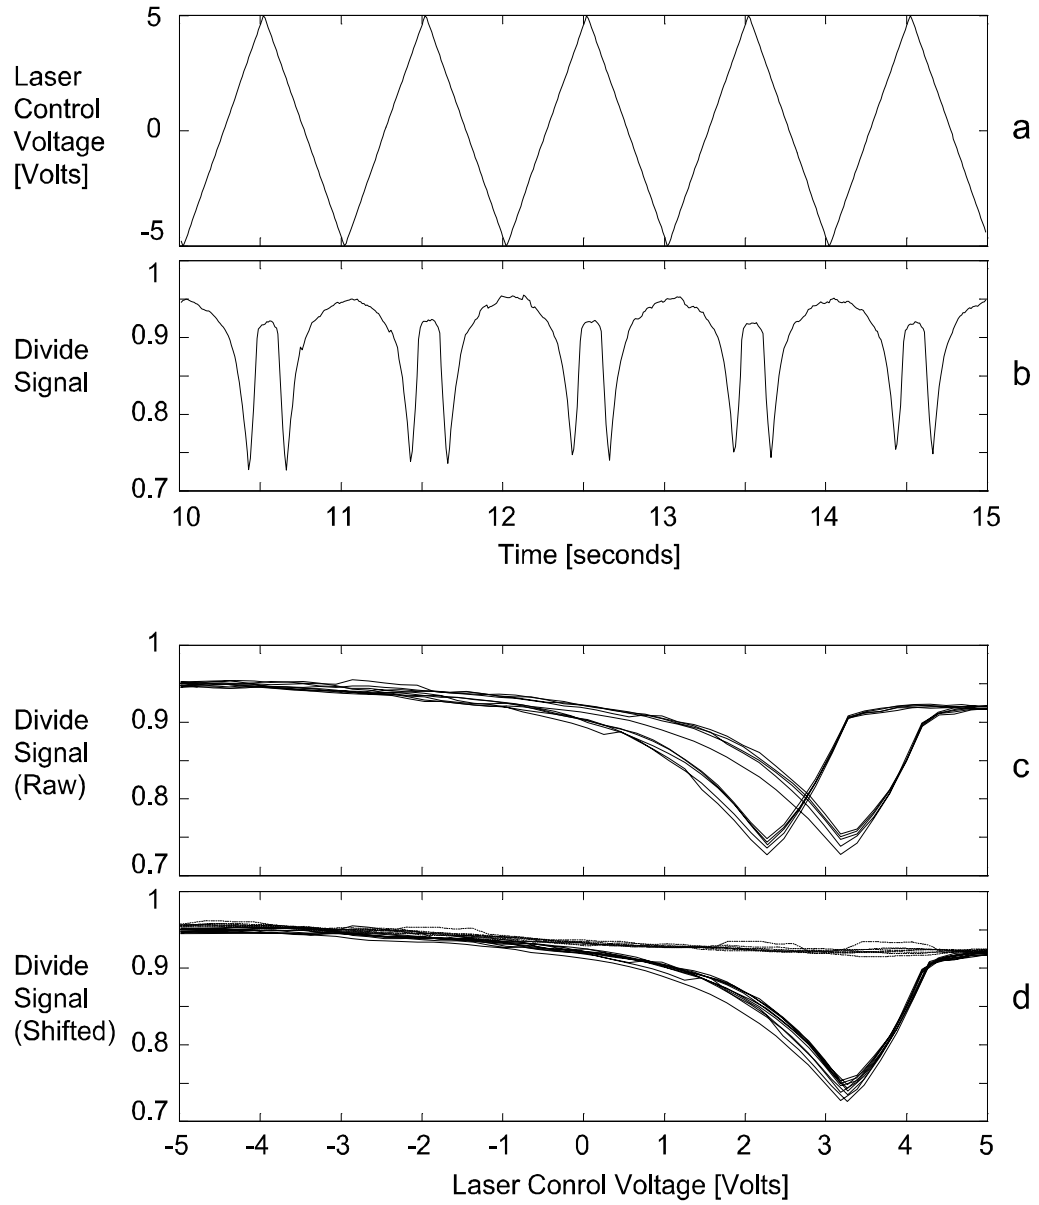 5
Laser
Control
Voltage
[Volts]
0
-5
a
1
0.9
Divide
Signal
0.8
0.7
b
10 11 12 13 14 15
Time [seconds]
1
0.9
Divide
Signal
(Raw)
0.8
0.7
c
1
0.9
Divide
Signal
(Shifted)
0.8
0.7
d
-5 -4 -3 -2 -1 0 1 2 3 4 5
Laser Conrol Voltage [Volts]